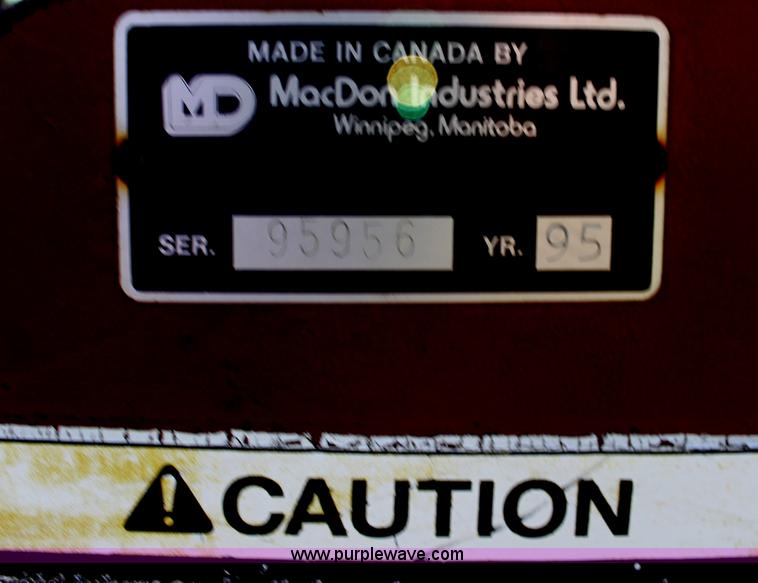 MADE IN CANADA BY
MD MacDon Industries Ltd.
Winnipeg, Manitoba
SER. 95956 YR. 95
CAUTION
www.purplewave.com